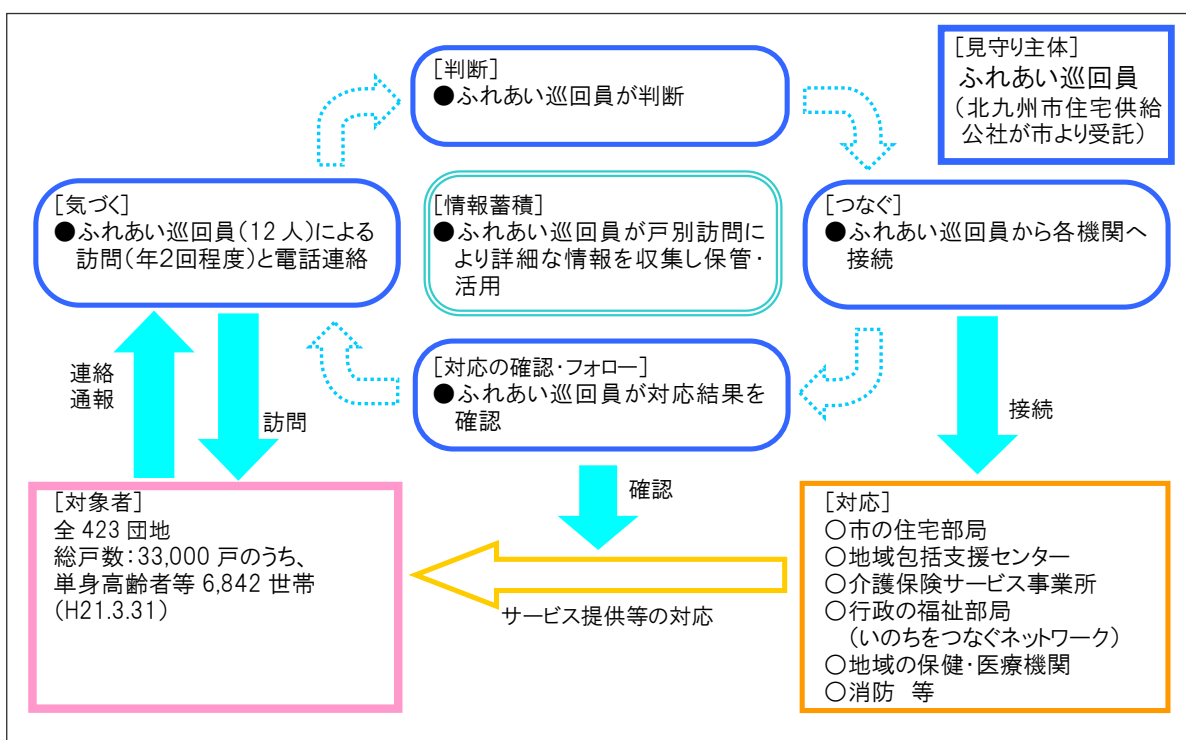 [見守り主体]
ふれあい巡回員
(北九州市住宅供給
公社が市より受託)
[判断]
●ふれあい巡回員が判断
[気づく]
●ふれあい巡回員(12人)による
訪問(年2回程度)と電話連絡
[情報蓄積]
●ふれあい巡回員が戸別訪問に
より詳細な情報を収集し保管・
活用
[つなぐ]
●ふれあい巡回員から各機関へ
接続
[対応の確認・フォロー]
●ふれあい巡回員が対応結果を
確認
連絡
通報
訪問
確認
接続
[対象者]
全423団地
総戸数:33,000戸のうち、
単身高齢者等6,842世帯
(H21.3.31)
サービス提供等の対応
[対応]
○市の住宅部局
○地域包括支援センター
○介護保険サービス事業所
○行政の福祉部局
(いのちをつなぐネットワーク)
○地域の保健・医療機関
○消防 等